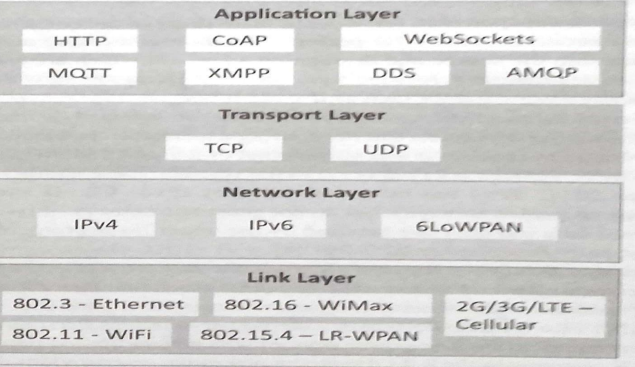 Application Layer
HTTP CoAP WebSockets
MQTT XMPP DDS AMQP
Transport Layer
TCP UDP
Network Layer
IPv4 IPv6 6LoWPAN
Link Layer
802.3 - Ethernet 802.16 - WiMax 2G/3G/LTE –
Cellular
802.11 - WiFi 802.15.4 – LR-WPAN